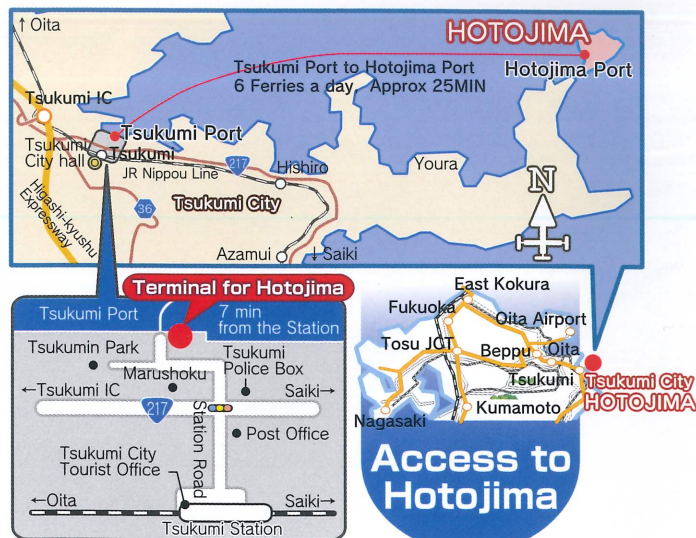 ↑ Oita
HOTOJIMA
Hotojima Port
Tsukumi Port to Hotojima Port
6 Ferries a day, Approx 25MIN
Tsukumi IC
Tsukumi Port
Tsukumi
City hall
Tsukumi
JR Nippou Line
217
Hishiro
Youra
N
Higashi-kyushu
Expressway
36
Tsukumi City
Azamui
↓ Saiki
Terminal for Hotojima
Tsukumi Port
7 min
from the Station
Tsukumin Park
Marushoku
Tsukumi
Police Box
←Tsukumi IC
Saiki→
217
Station Road
Post Office
Tsukumi City
Tourist Office
←Oita
Saiki→
Tsukumi Station
East Kokura
Fukuoka
Oita Airport
Tosu JCT
Beppu
Oita
Tsukumi
Tsukumi City
HOTOJIMA
Kumamoto
Nagasaki
Access to
Hotojima